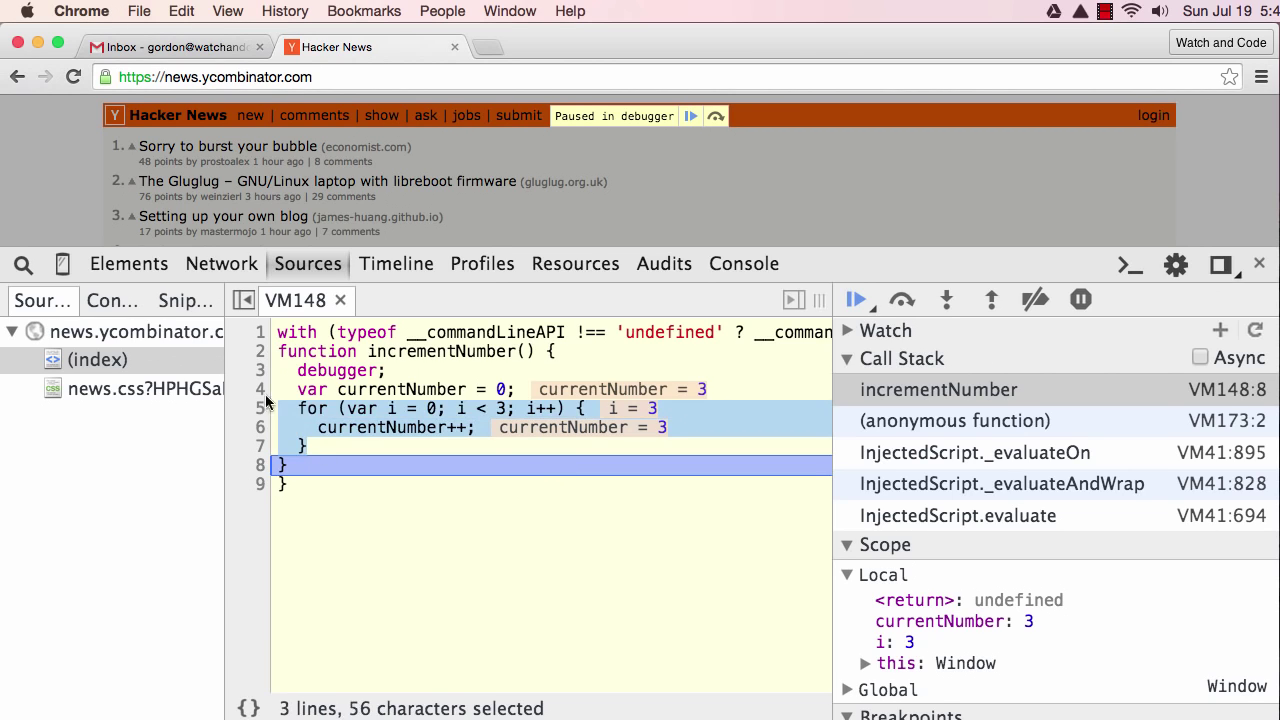 Chrome File Edit View History Bookmarks People Window Help Sun Jul 19 5:4
Inbox - gordon@watchand Hacker News Watch and Code
https://news.ycombinator.com
Y Hacker News new | comments | show | ask | jobs | submit Paused in debugger login
1. Sorry to burst your bubble (economist.com)
48 points by prostoalex 1 hour ago | 8 comments
2. The Gluglug – GNU/Linux laptop with libreboot firmware (gluglug.org.uk)
76 points by weinzierl 3 hours ago | 29 comments
3. Setting up your own blog (james-huang.github.io)
17 points by mastermojo 1 hour ago | 7 comments
Elements Network Sources Timeline Profiles Resources Audits Console
Sour... Con... Snip... VM148
news.ycombinator.c
(index)
news.css?HPHGSal
1 with (typeof __commandLineAPI !== 'undefined' ? __comman
2 function incrementNumber() {
3 debugger;
4 var currentNumber = 0; currentNumber = 3
5 for (var i = 0; i < 3; i++) { i = 3
6 currentNumber++; currentNumber = 3
7 }
8 }
9 }
{} 3 lines, 56 characters selected
Watch
Call Stack Async
incrementNumber VM148:8
(anonymous function) VM173:2
InjectedScript._evaluateOn VM41:895
InjectedScript._evaluateAndWrap VM41:828
InjectedScript.evaluate VM41:694
Scope
Local
<return>: undefined
currentNumber: 3
i: 3
this: Window
Global Window
Breakpoints